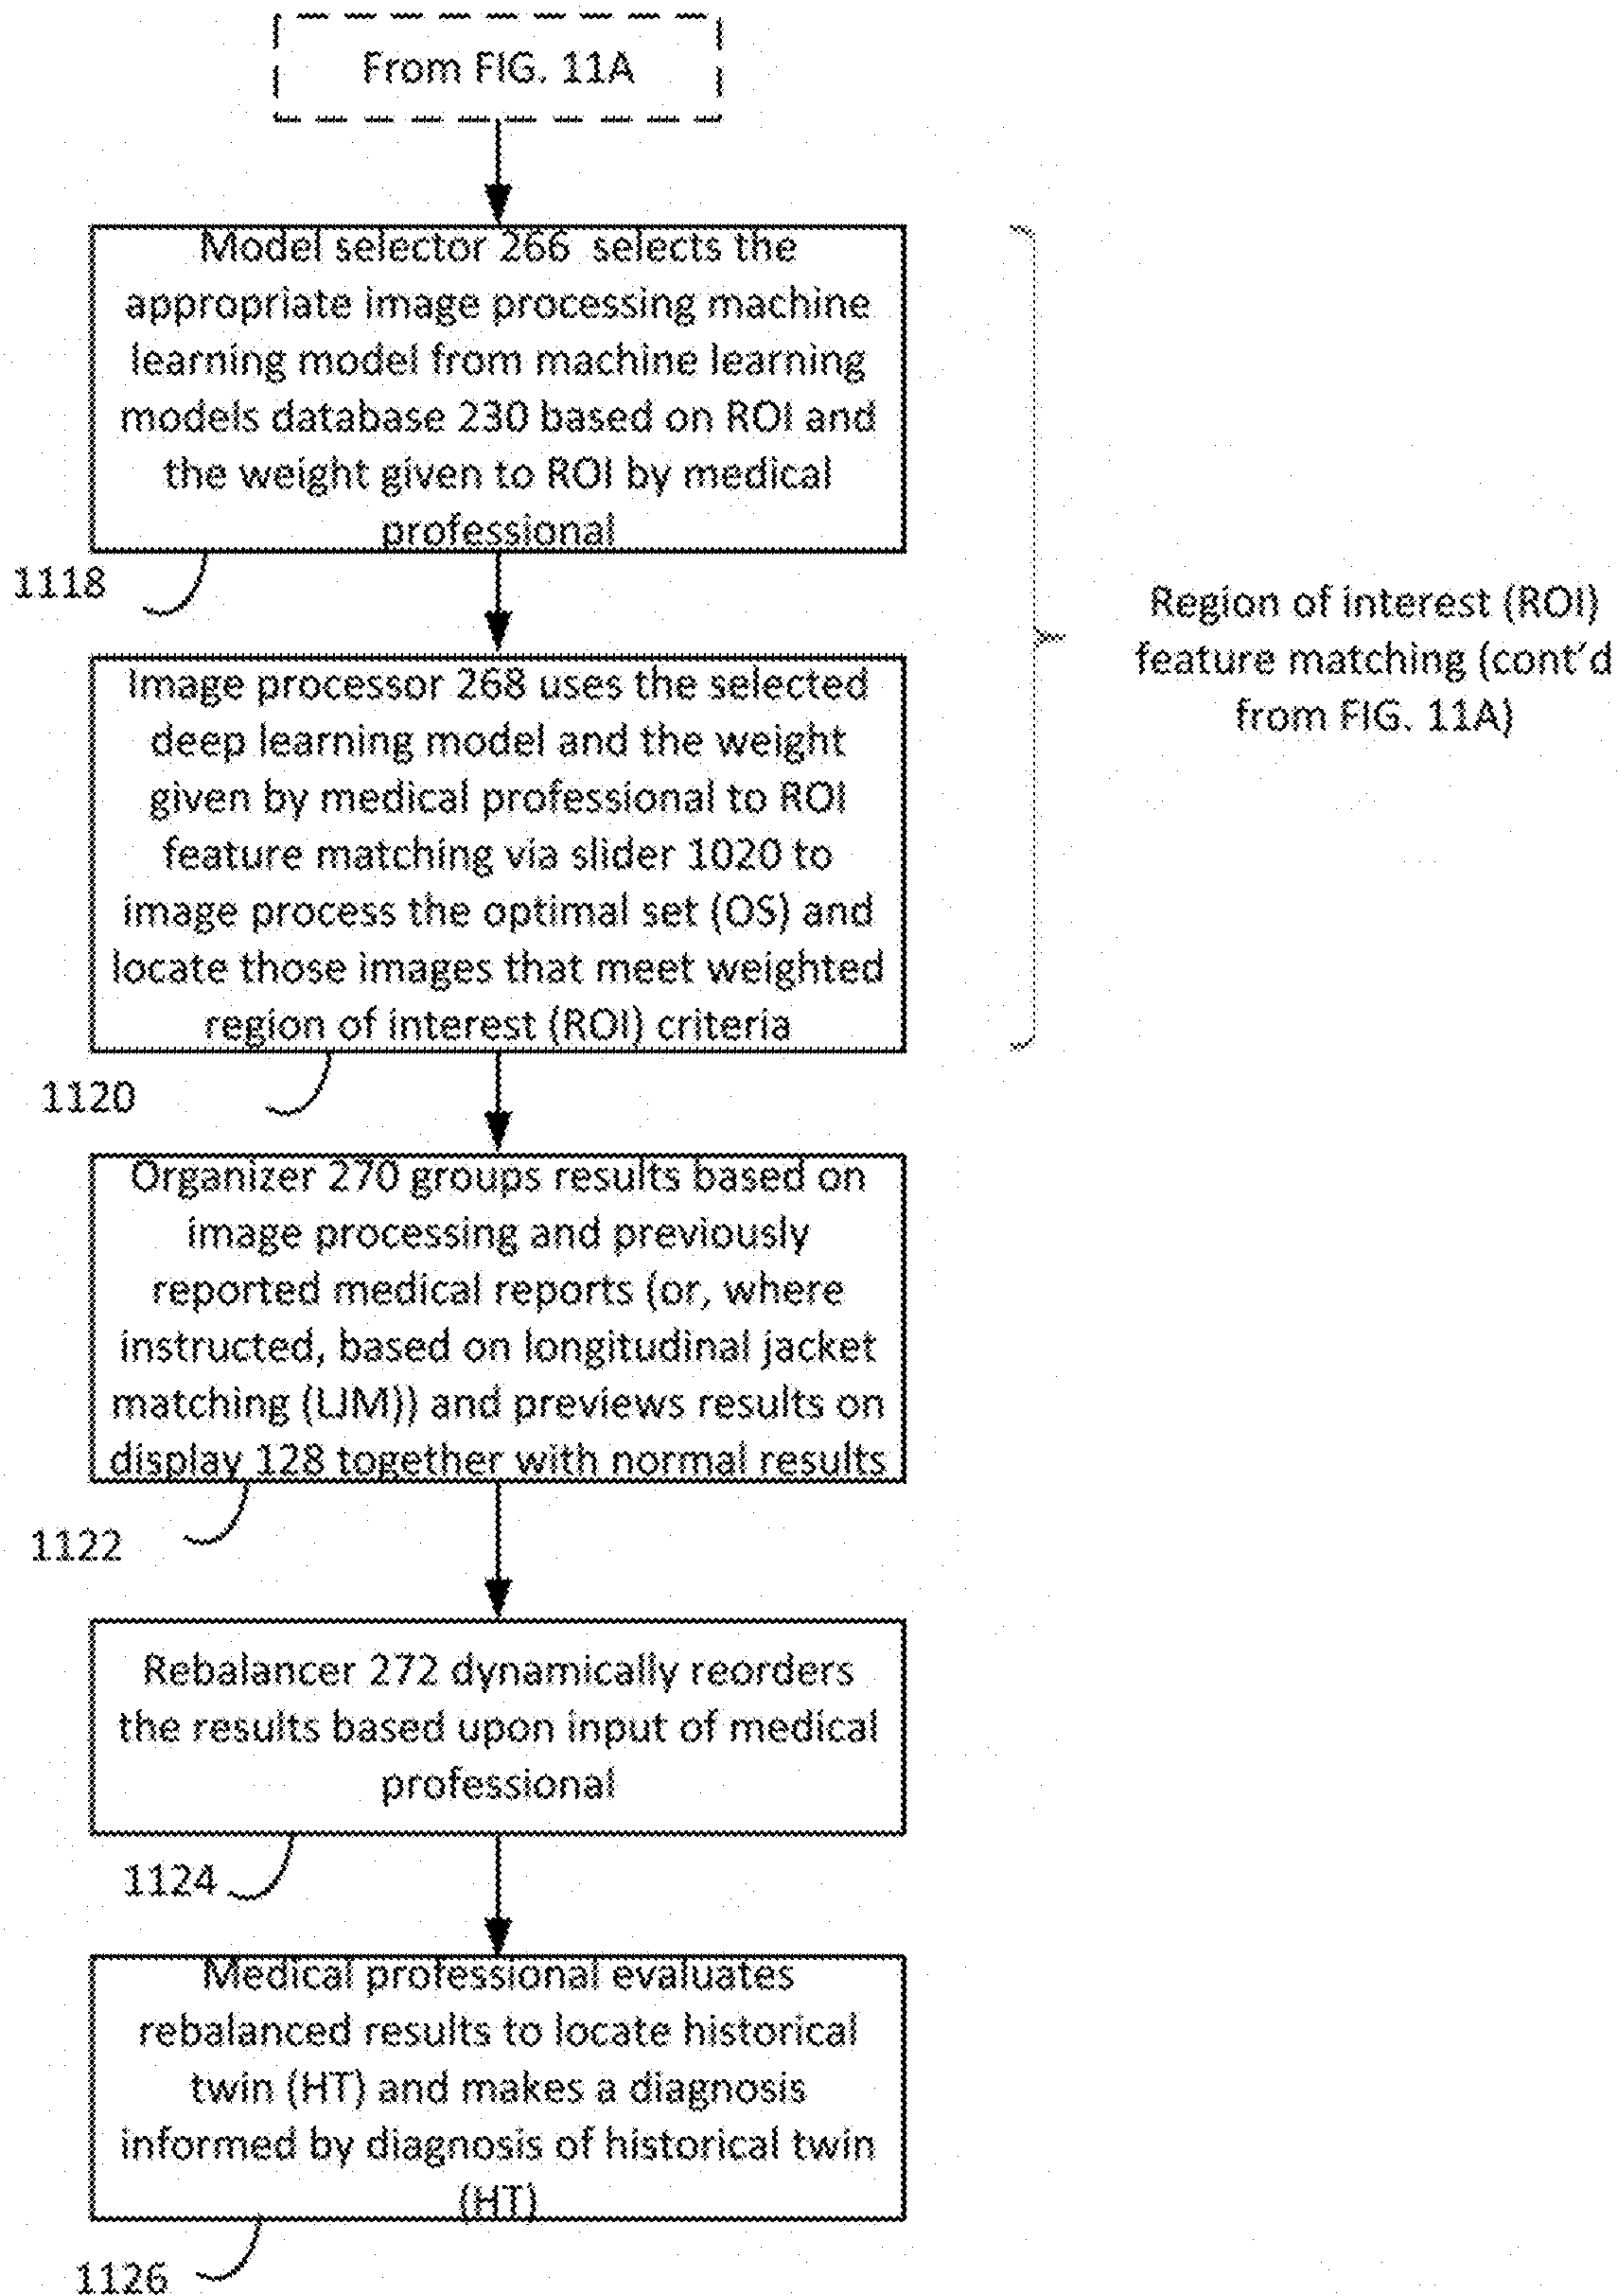 From FIG. 11A
Model selector 266 selects the
appropriate image processing machine
learning model from machine learning
models database 230 based on ROI and
the weight given to ROI by medical
professional
1118
Region of interest (ROI)
feature matching (cont'd
from FIG. 11A)
Image processor 268 uses the selected
deep learning model and the weight
given by medical professional to ROI
feature matching via slider 1020 to
image process the optimal set (OS) and
locate those images that meet weighted
region of interest (ROI) criteria
1120
Organizer 270 groups results based on
image processing and previously
reported medical reports (or, where
instructed, based on longitudinal jacket
matching (LJM)) and previews results on
display 128 together with normal results
1122
Rebalancer 272 dynamically reorders
the results based upon input of medical
professional
1124
Medical professional evaluates
rebalanced results to locate historical
twin (HT) and makes a diagnosis
informed by diagnosis of historical twin
(HT)
1126